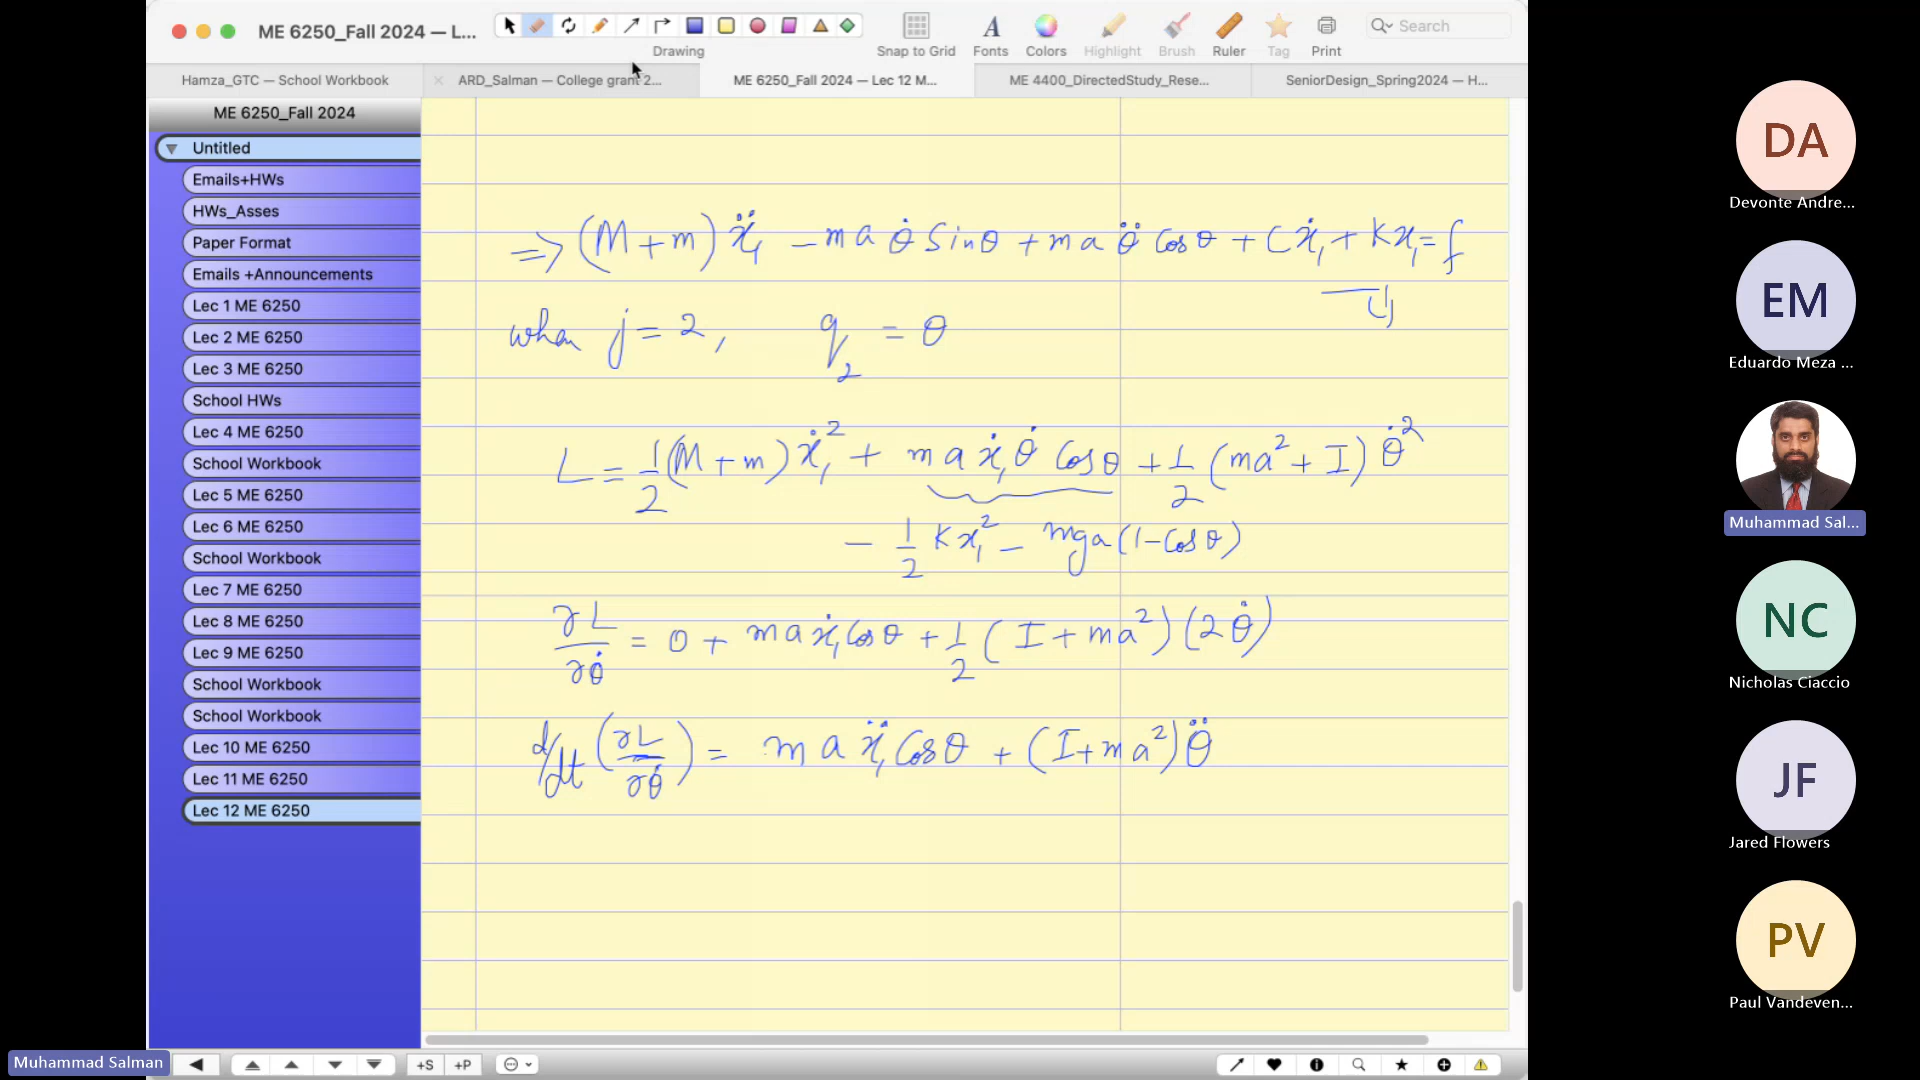 ME 6250_Fall 2024 — L...
Drawing
Snap to Grid
Fonts
Colors
Highlight
Brush
Ruler
Tag
Print
Search
Hamza_GTC — School Workbook
ARD_Salman — College grant 2...
ME 6250_Fall 2024 — Lec 12 M...
ME 4400_DirectedStudy_Rese...
SeniorDesign_Spring2024 — H...
ME 6250_Fall 2024
Untitled
Emails+HWs
HWs_Asses
Paper Format
Emails +Announcements
Lec 1 ME 6250
Lec 2 ME 6250
Lec 3 ME 6250
School HWs
Lec 4 ME 6250
School Workbook
Lec 5 ME 6250
Lec 6 ME 6250
School Workbook
Lec 7 ME 6250
Lec 8 ME 6250
Lec 9 ME 6250
School Workbook
School Workbook
Lec 10 ME 6250
Lec 11 ME 6250
Lec 12 ME 6250
⇒ (M+m) ẍ₁ − m a θ̇ Sinθ + m a θ̈ Cosθ + Cẋ₁ + Kx₁ = f
when j = 2, q₂ = θ
L = 1/2 (M+m) ẋ₁² + m a ẋ₁ θ̇ Cosθ + 1/2 (ma² + I) θ̇²
− 1/2 Kx₁² − mga(1−Cosθ)
∂L/∂θ̇ = 0 + m a ẋ₁ Cosθ + 1/2 (I + ma²)(2θ̇)
d/dt (∂L/∂θ̇) = m a ẍ₁ Cosθ + (I+ma²) θ̈
+S
+P
DA
Devonte Andre...
EM
Eduardo Meza ...
Muhammad Sal...
NC
Nicholas Ciaccio
JF
Jared Flowers
PV
Paul Vandeven...
Muhammad Salman